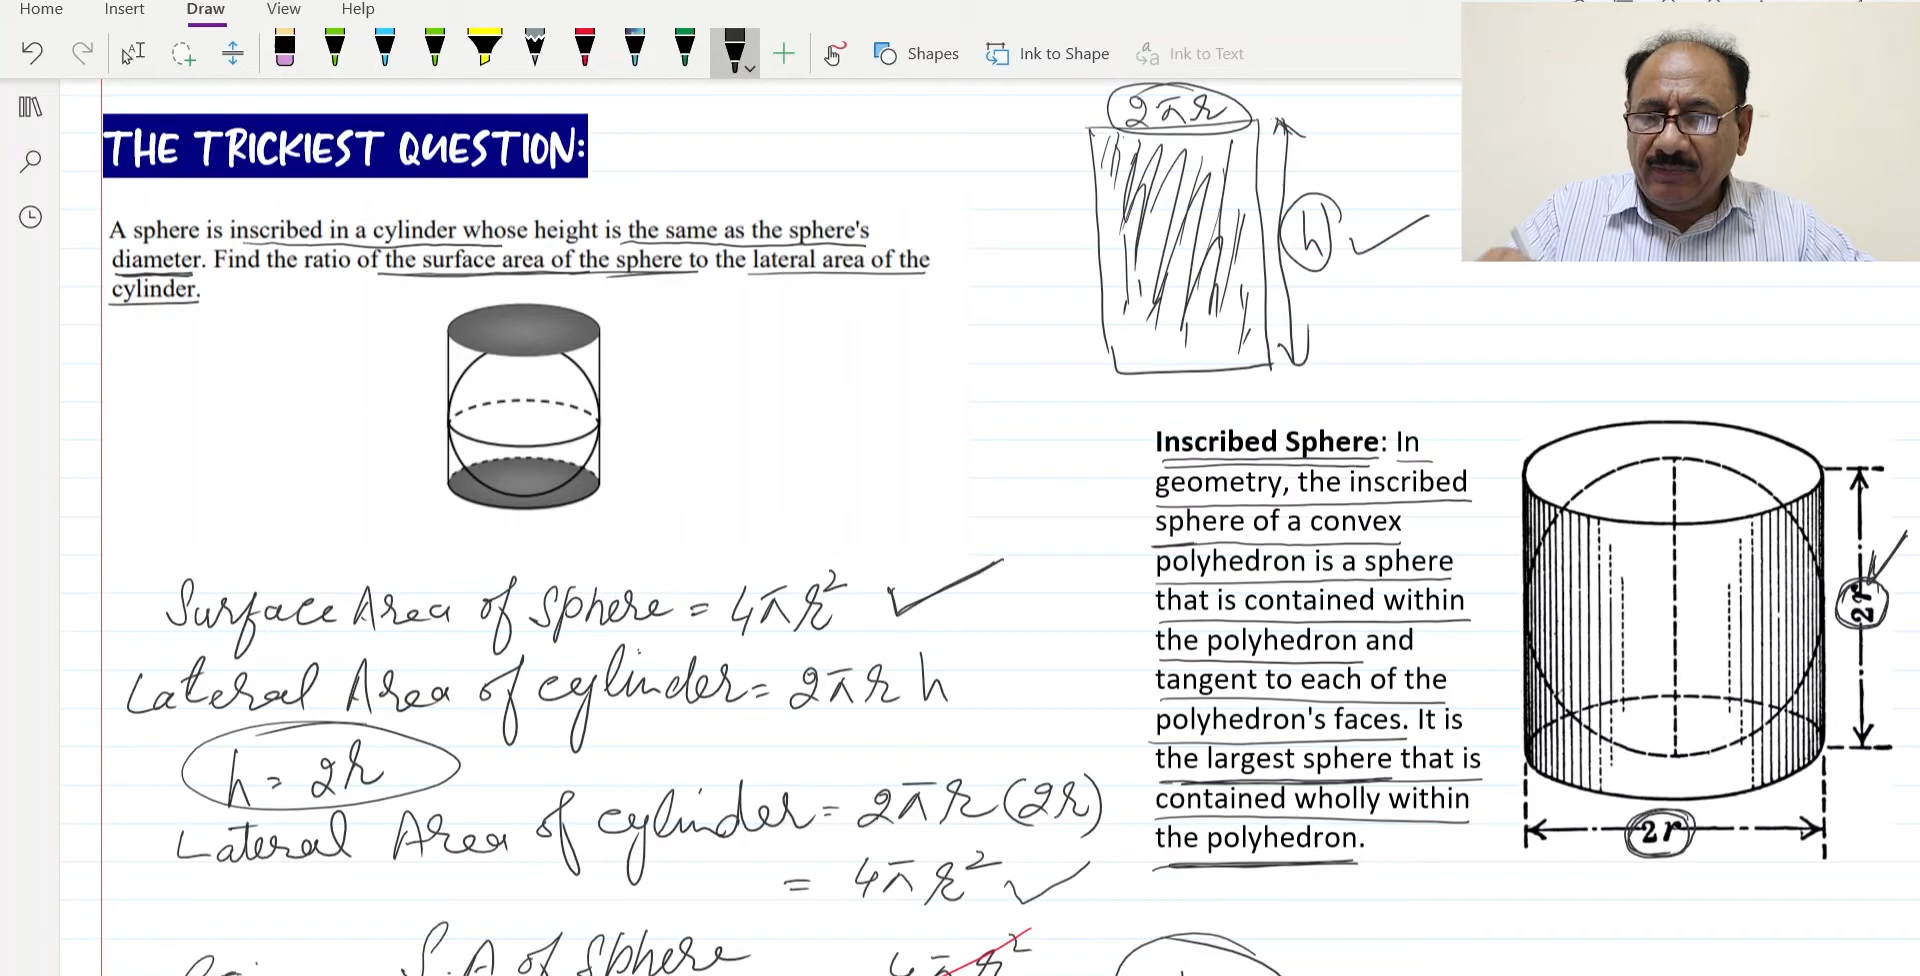 Home Insert Draw View Help
Shapes Ink to Shape Ink to Text
THE TRICKIEST QUESTION:
A sphere is inscribed in a cylinder whose height is the same as the sphere's
diameter. Find the ratio of the surface area of the sphere to the lateral area of the
cylinder.
2πr
h
Surface Area of Sphere = 4πr²
Lateral Area of cylinder = 2πr h
h = 2r
Lateral Area of cylinder = 2πr(2r)
= 4πr²
S.A of Sphere
4πr²
Inscribed Sphere: In
geometry, the inscribed
sphere of a convex
polyhedron is a sphere
that is contained within
the polyhedron and
tangent to each of the
polyhedron's faces. It is
the largest sphere that is
contained wholly within
the polyhedron.
2r
2r